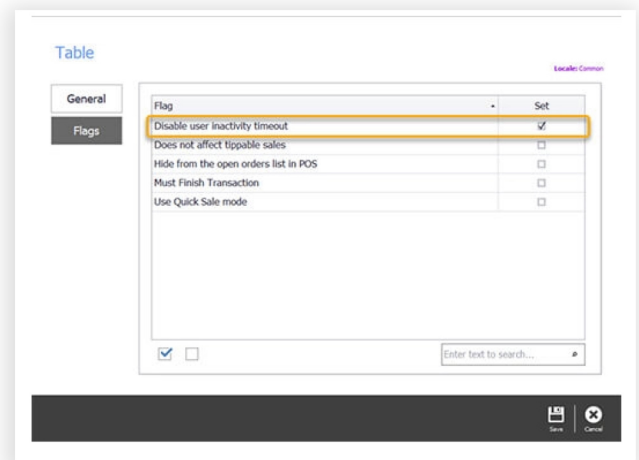 Table
Locale: Common
General
Flags
Flag Set
Disable user inactivity timeout
Does not affect tippable sales
Hide from the open orders list in POS
Must Finish Transaction
Use Quick Sale mode
Enter text to search...
Save Cancel